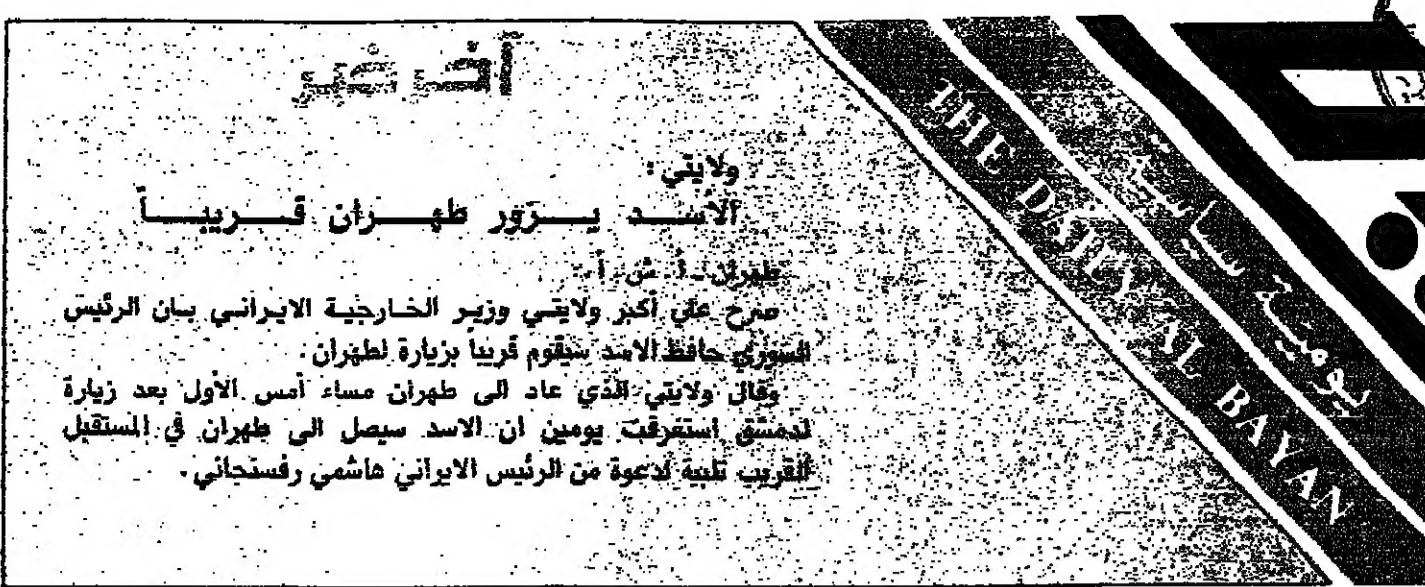 آخر خبر
ولايتي:
الأسد يزور طهران قريباً
طهران ـ أ. ش. أ.
صرح علي أكبر ولايتي وزير الخارجية الايراني بان الرئيس
السوري حافظ الاسد سيقوم قريباً بزيارة لطهران.
وقال ولايتي الذي عاد الى طهران مساء أمس الأول بعد زيارة
لدمشق استغرقت يومين ان الاسد سيصل الى طهران في المستقبل
القريب تلبية لدعوة من الرئيس الايراني هاشمي رفسنجاني.
يومية سياسية
THE DAILY AL BAYAN